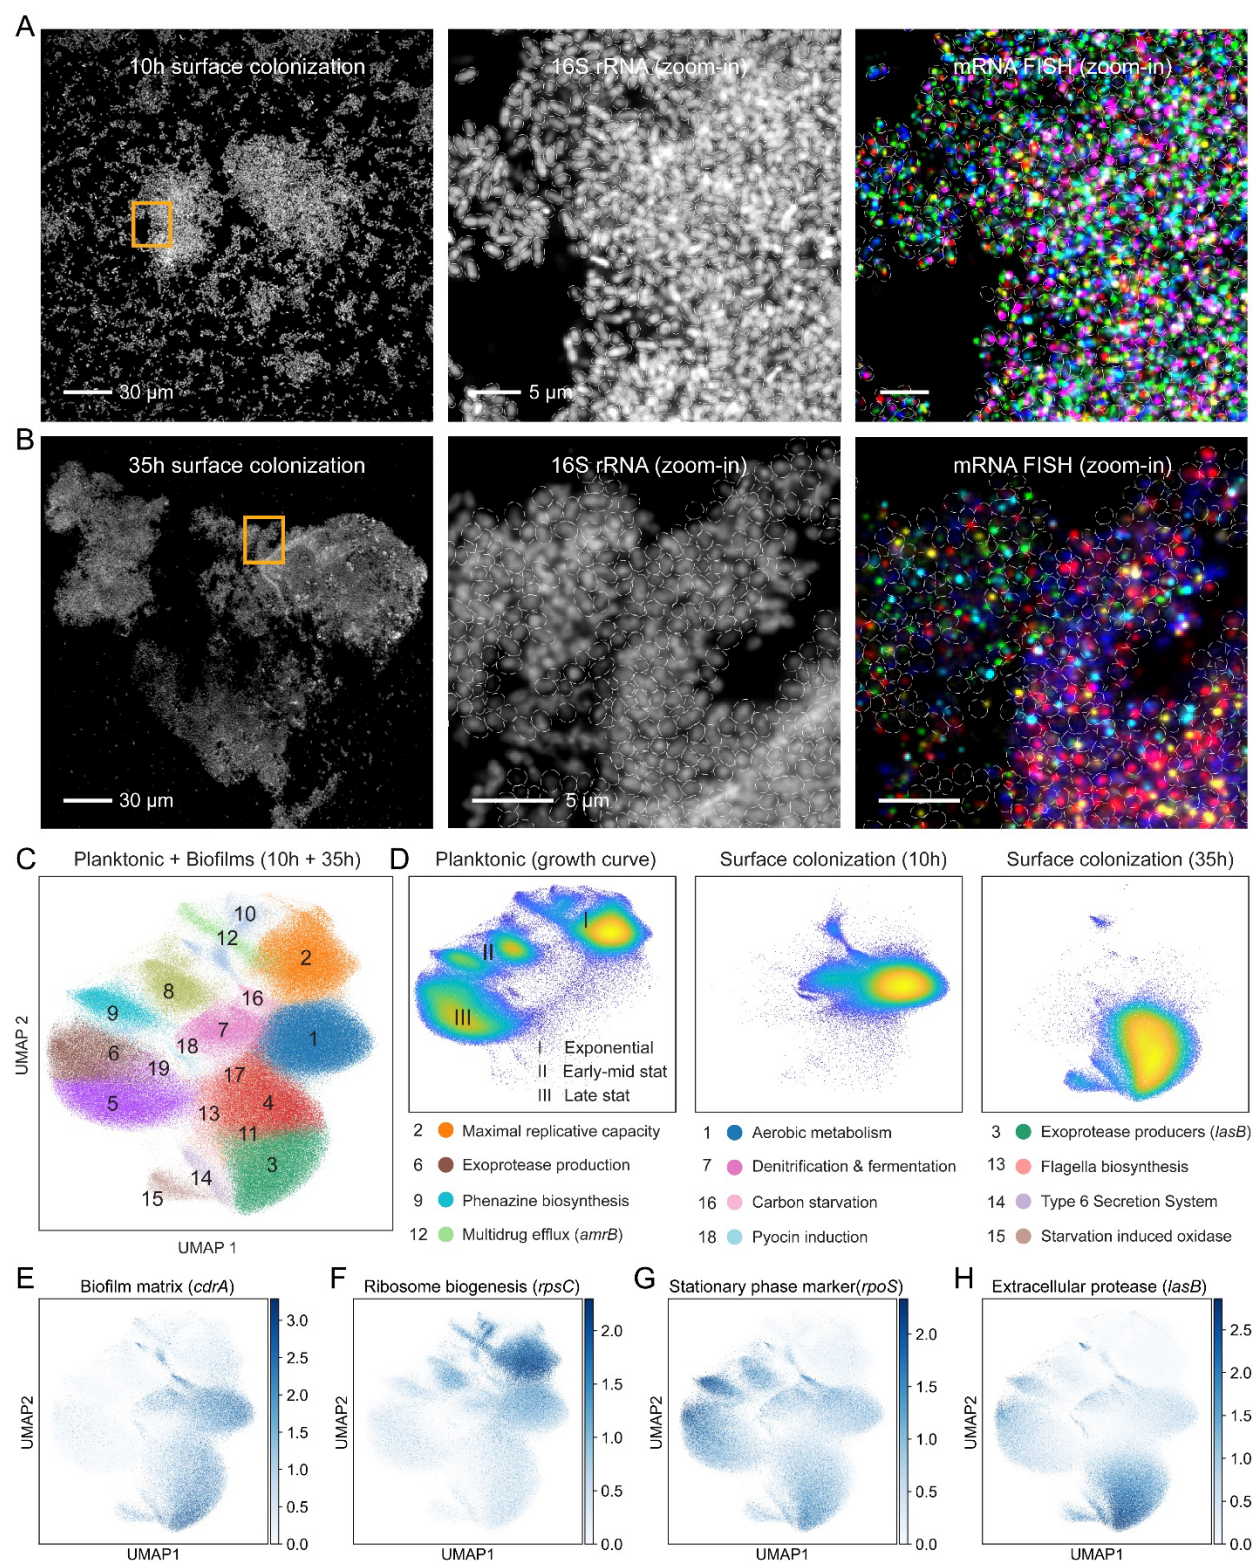 A
10h surface colonization
16S rRNA (zoom-in)
mRNA FISH (zoom-in)
30 µm
5 µm
B
35h surface colonization
16S rRNA (zoom-in)
mRNA FISH (zoom-in)
30 µm
5 µm
C
Planktonic + Biofilms (10h + 35h)
10
12
2
8
16
9
7
1
18
6
19
17
5
4
13
11
3
14
15
UMAP 2
UMAP 1
D
Planktonic (growth curve)
Surface colonization (10h)
Surface colonization (35h)
I
II
III
I Exponential
II Early-mid stat
III Late stat
2 Maximal replicative capacity
6 Exoprotease production
9 Phenazine biosynthesis
12 Multidrug efflux (amrB)
1 Aerobic metabolism
7 Denitrification & fermentation
16 Carbon starvation
18 Pyocin induction
3 Exoprotease producers (lasB)
13 Flagella biosynthesis
14 Type 6 Secretion System
15 Starvation induced oxidase
E
Biofilm matrix (cdrA)
3.0
2.5
2.0
1.5
1.0
0.5
0.0
UMAP2
UMAP1
F
Ribosome biogenesis (rpsC)
2.0
1.5
1.0
0.5
0.0
UMAP2
UMAP1
G
Stationary phase marker(rpoS)
2.0
1.5
1.0
0.5
0.0
UMAP2
UMAP1
H
Extracellular protease (lasB)
2.5
2.0
1.5
1.0
0.5
0.0
UMAP2
UMAP1